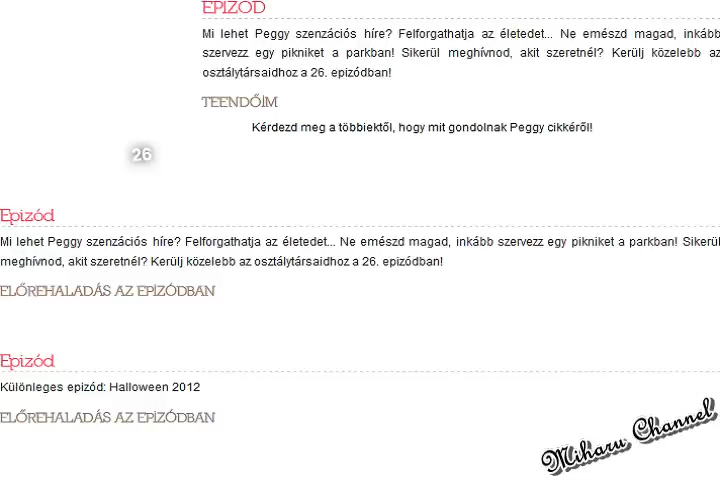 EPIZÓD
Mi lehet Peggy szenzációs híre? Felforgathatja az életedet... Ne emészd magad, inkább
szervezz egy pikniket a parkban! Sikerül meghívnod, akit szeretnél? Kerülj közelebb az
osztálytársaidhoz a 26. epizódban!
TEENDŐIM
Kérdezd meg a többiektől, hogy mit gondolnak Peggy cikkéről!
26
Epizód
Mi lehet Peggy szenzációs híre? Felforgathatja az életedet... Ne emészd magad, inkább szervezz egy pikniket a parkban! Sikerül
meghívnod, akit szeretnél? Kerülj közelebb az osztálytársaidhoz a 26. epizódban!
ELŐREHALADÁS AZ EPIZÓDBAN
Epizód
Különleges epizód: Halloween 2012
ELŐREHALADÁS AZ EPIZÓDBAN
Miharu Channel